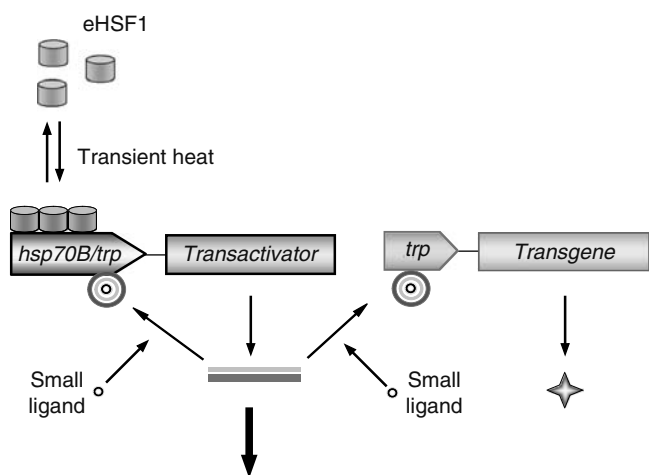 eHSF1
Transient heat
hsp70B/trp
Transactivator
trp
Transgene
Small
ligand
Small
ligand